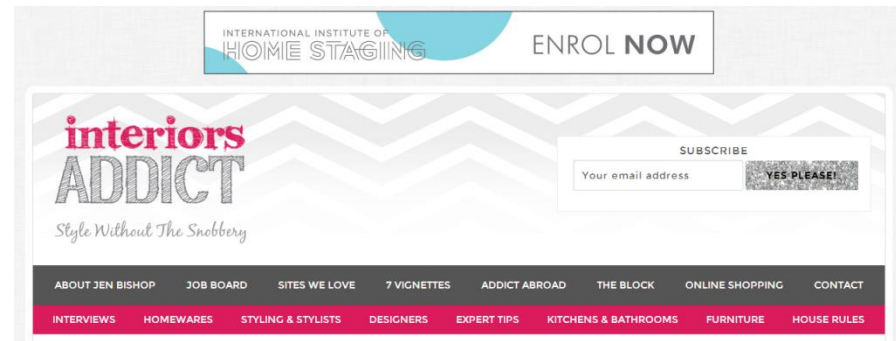 INTERNATIONAL INSTITUTE OF
HOME STAGING
ENROL NOW
interiors
ADDICT
Style Without The Snobbery
SUBSCRIBE
Your email address
YES PLEASE!
ABOUT JEN BISHOP JOB BOARD SITES WE LOVE 7 VIGNETTES ADDICT ABROAD THE BLOCK ONLINE SHOPPING CONTACT
INTERVIEWS HOMEWARES STYLING & STYLISTS DESIGNERS EXPERT TIPS KITCHENS & BATHROOMS FURNITURE HOUSE RULES